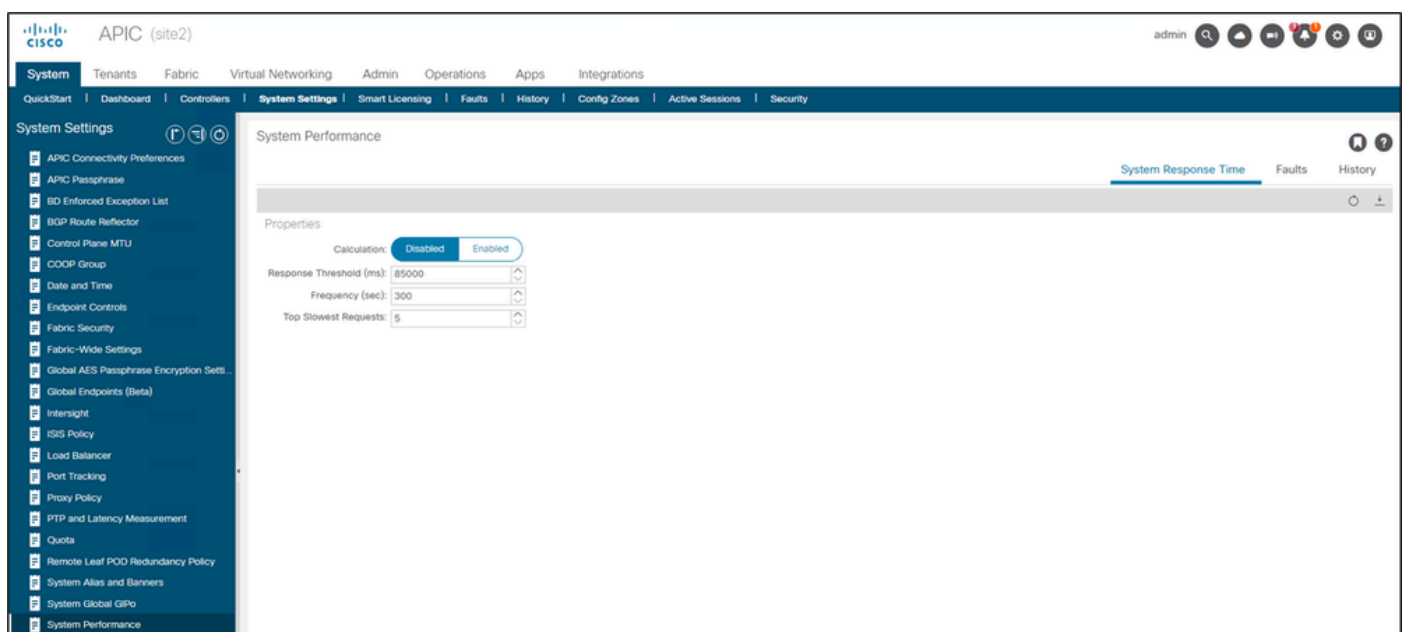 CISCO
APIC (site2)
admin
System Tenants Fabric Virtual Networking Admin Operations Apps Integrations
QuickStart | Dashboard | Controllers | System Settings | Smart Licensing | Faults | History | Config Zones | Active Sessions | Security
System Settings
APIC Connectivity Preferences
APIC Passphrase
BD Enforced Exception List
BGP Route Reflector
Control Plane MTU
COOP Group
Date and Time
Endpoint Controls
Fabric Security
Fabric-Wide Settings
Global AES Passphrase Encryption Setti...
Global Endpoints (Beta)
Intersight
ISIS Policy
Load Balancer
Port Tracking
Proxy Policy
PTP and Latency Measurement
Quota
Remote Leaf POD Redundancy Policy
System Alias and Banners
System Global GIPo
System Performance
System Performance
System Response Time Faults History
Properties
Calculation: Disabled Enabled
Response Threshold (ms): 85000
Frequency (sec): 300
Top Slowest Requests: 5